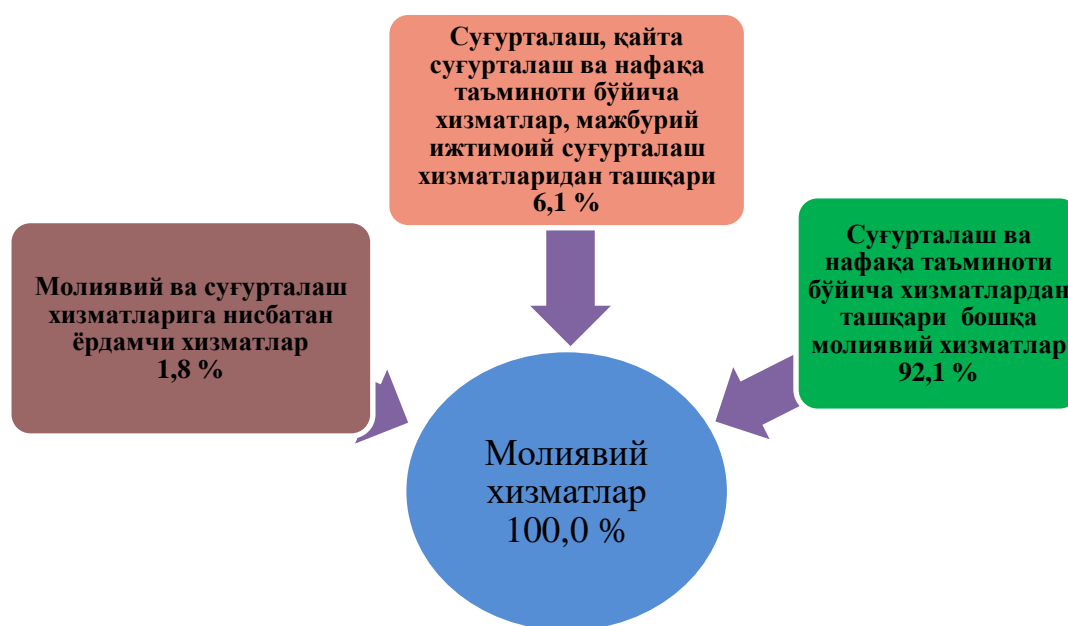 Суғурталаш, қайта
суғурталаш ва нафақа
таъминоти бўйича
хизматлар, мажбурий
ижтимоий суғурталаш
хизматларидан ташқари
6,1 %
Молиявий ва суғурталаш
хизматларига нисбатан
ёрдамчи хизматлар
1,8 %
Суғурталаш ва
нафақа таъминоти
бўйича хизматлардан
ташқари бошқа
молиявий хизматлар
92,1 %
Молиявий
хизматлар
100,0 %